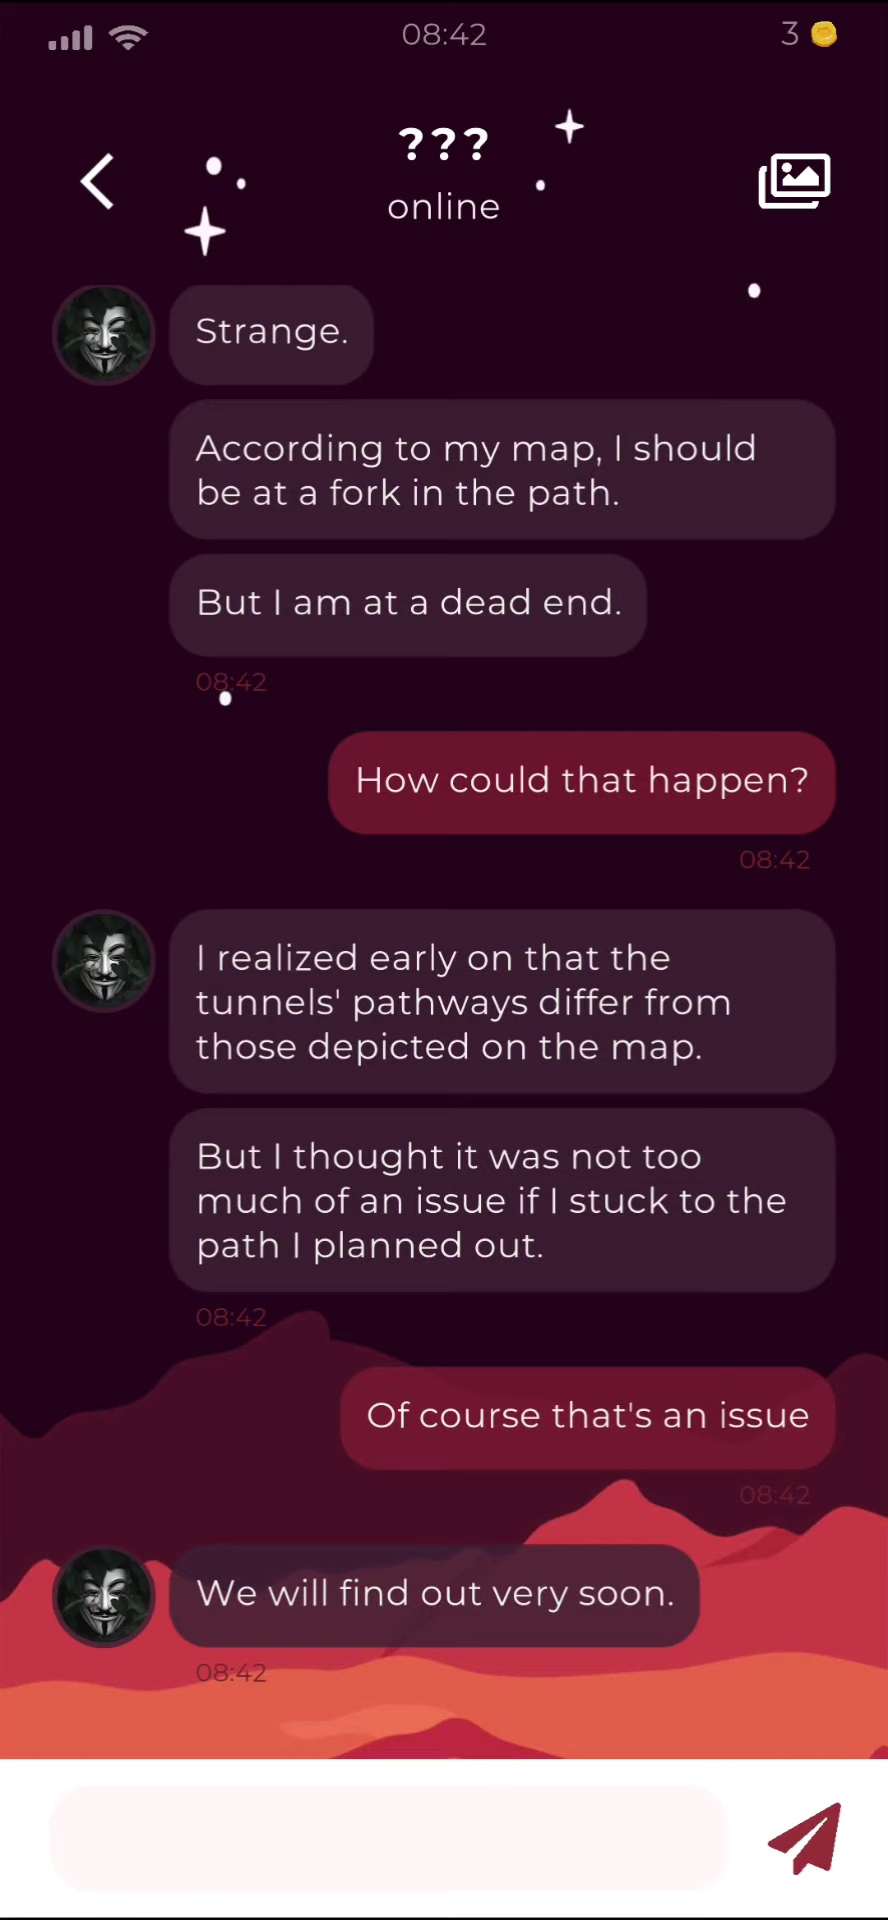 08:42
3
???
online
Strange.
According to my map, I should
be at a fork in the path.
But I am at a dead end.
08:42
How could that happen?
08:42
I realized early on that the
tunnels' pathways differ from
those depicted on the map.
But I thought it was not too
much of an issue if I stuck to the
path I planned out.
08:42
Of course that's an issue
08:42
We will find out very soon.
08:42